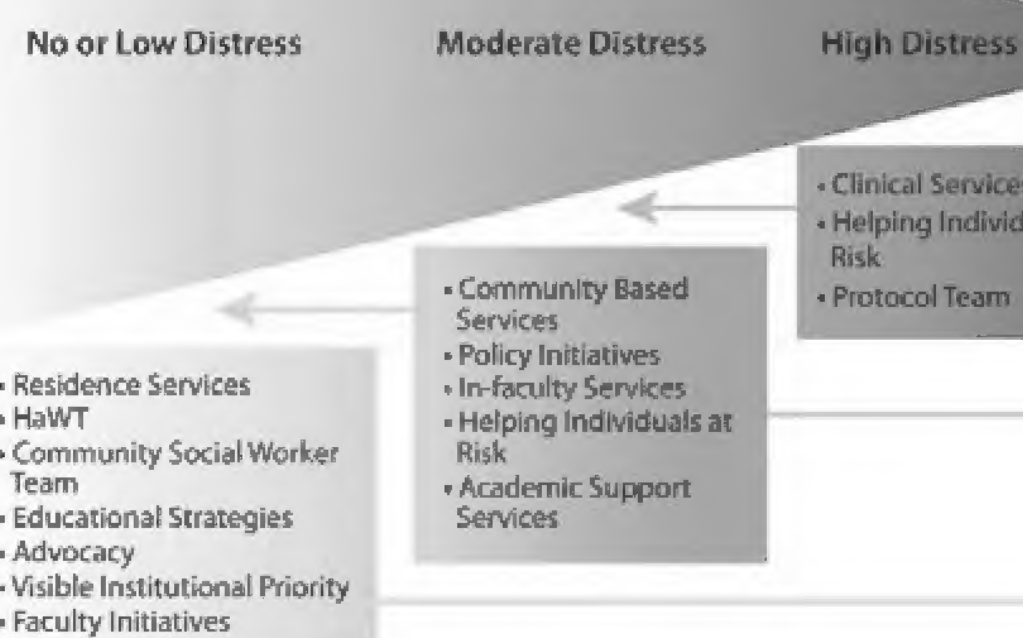 No or Low Distress
Moderate Distress
High Distress
• Clinical Services
• Helping Individ
Risk
• Protocol Team
• Community Based
Services
• Policy Initiatives
• In-faculty Services
• Helping Individuals at
Risk
• Academic Support
Services
• Residence Services
• HaWT
• Community Social Worker
Team
• Educational Strategies
• Advocacy
• Visible Institutional Priority
• Faculty Initiatives